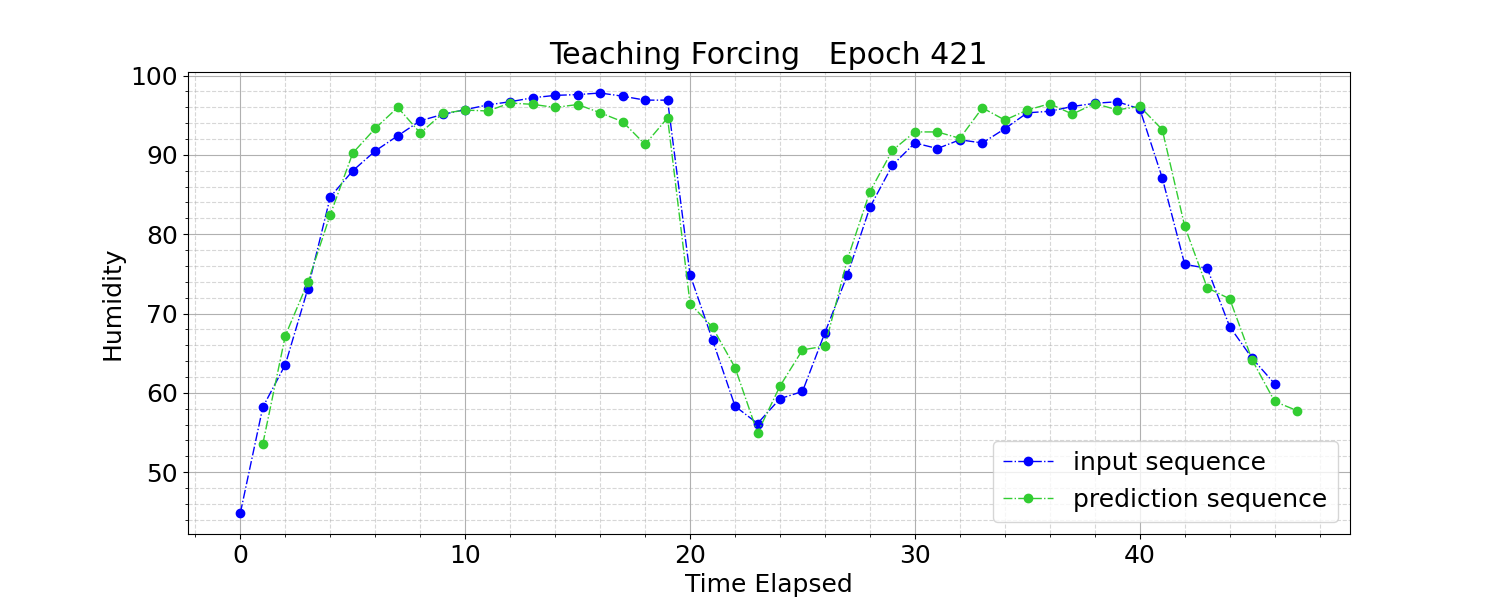 Teaching Forcing   Epoch 421
100
90
80
70
60
50
Humidity
0 10 20 30 40
Time Elapsed
input sequence
prediction sequence